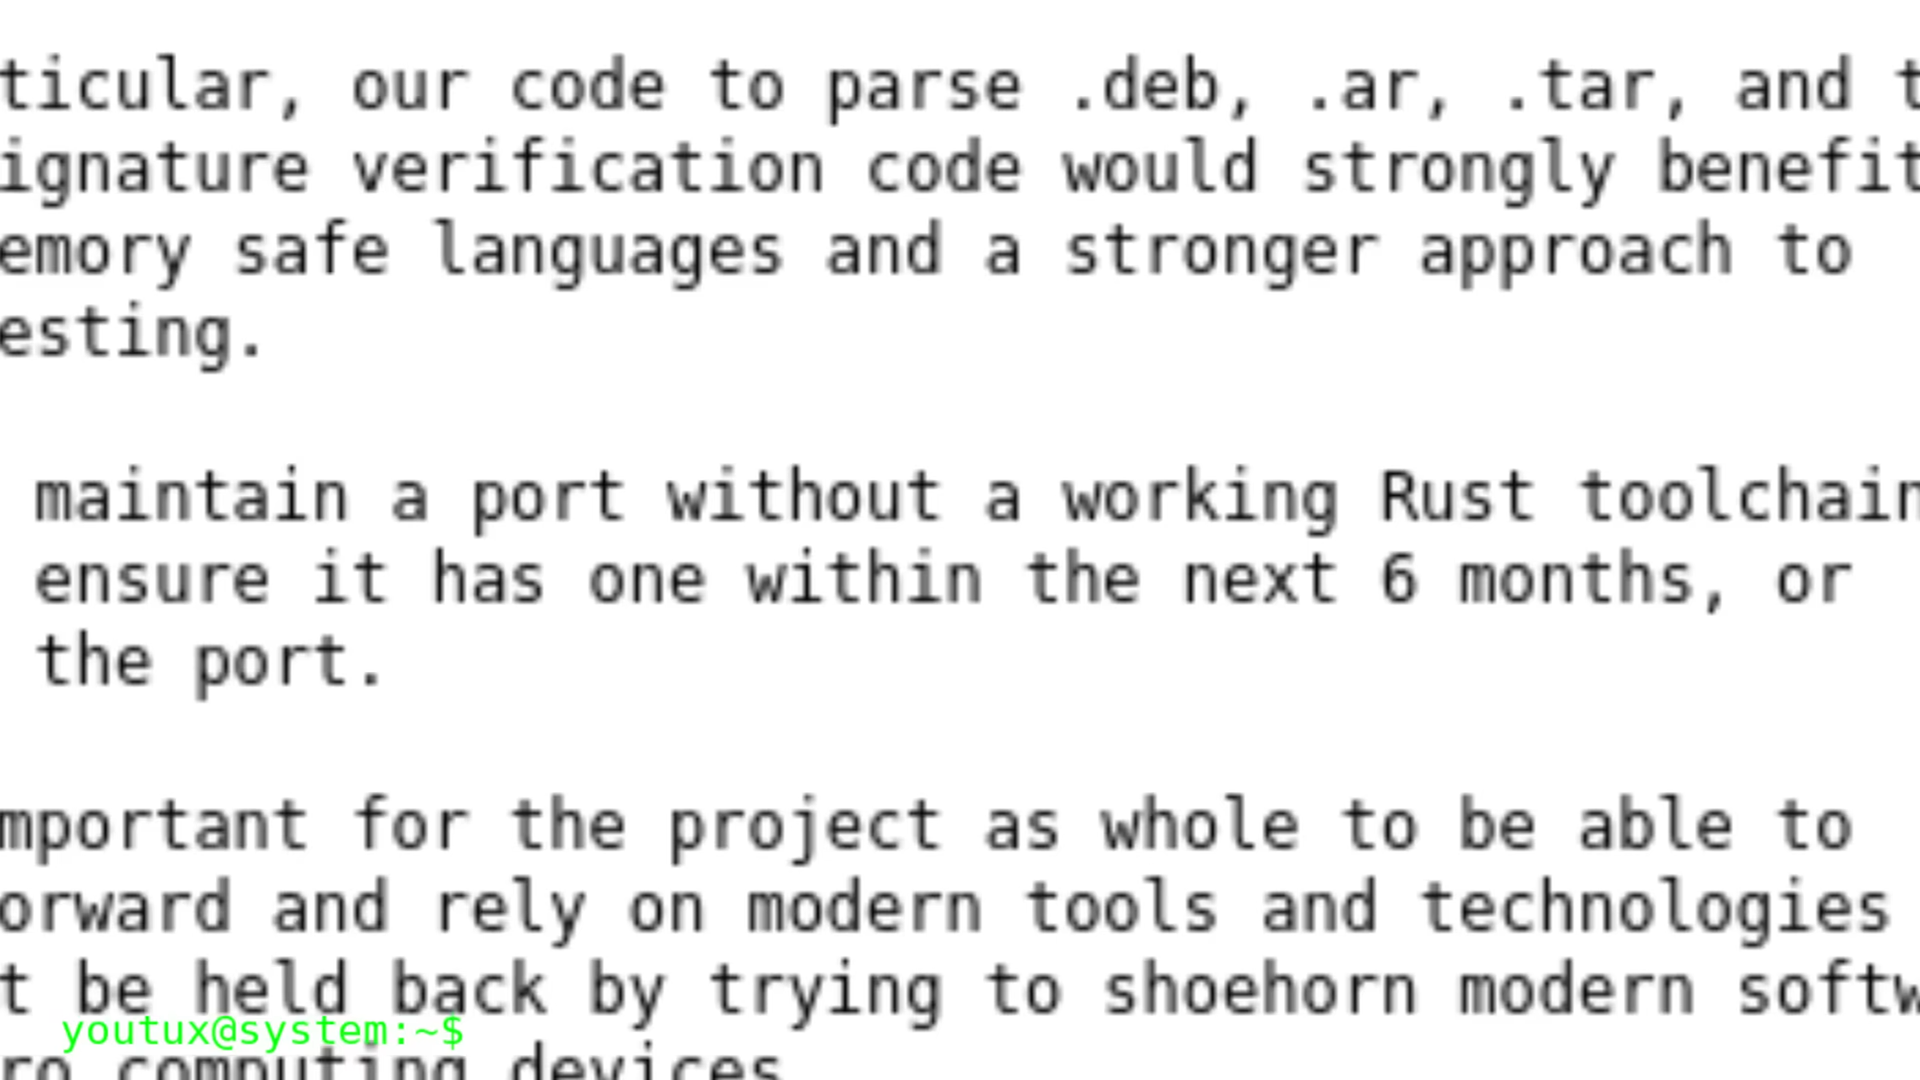 ticular, our code to parse .deb, .ar, .tar, and t
ignature verification code would strongly benefit
emory safe languages and a stronger approach to
esting.
maintain a port without a working Rust toolchain
ensure it has one within the next 6 months, or
the port.
mportant for the project as whole to be able to
orward and rely on modern tools and technologies
t be held back by trying to shoehorn modern softw
youtux@system:~$
ro computing devices